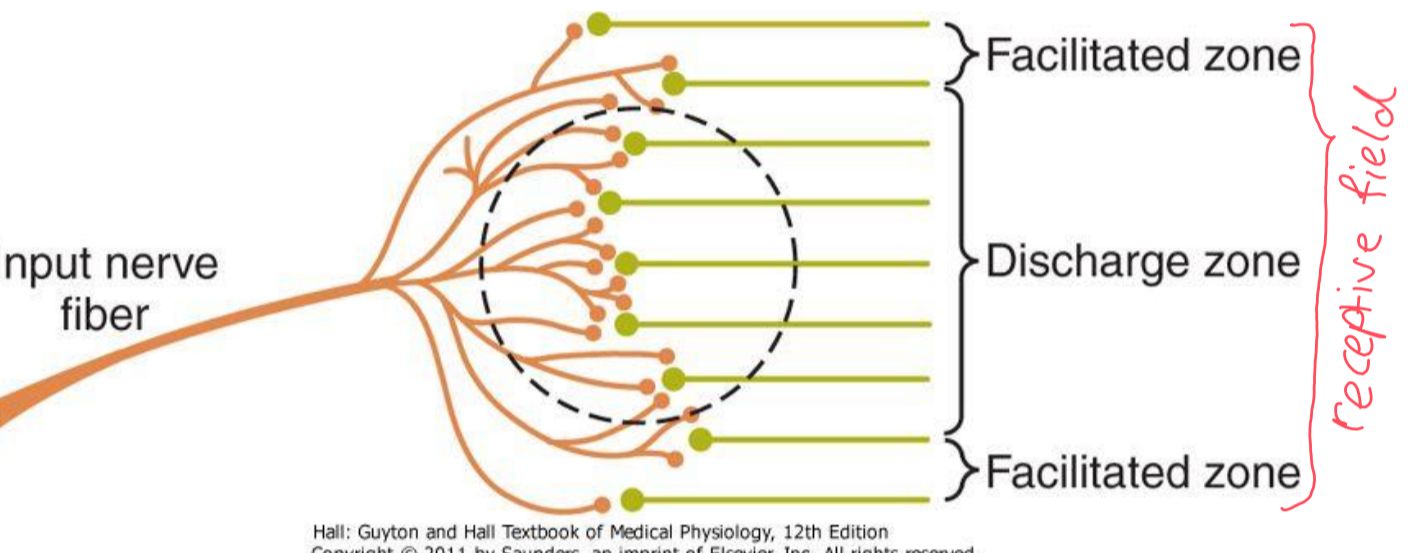 Facilitated zone
nput nerve
fiber
Discharge zone
receptive field
Facilitated zone
Hall: Guyton and Hall Textbook of Medical Physiology, 12th Edition
Copyright © 2011 by Saunders, an imprint of Elsevier, Inc. All rights reserved.